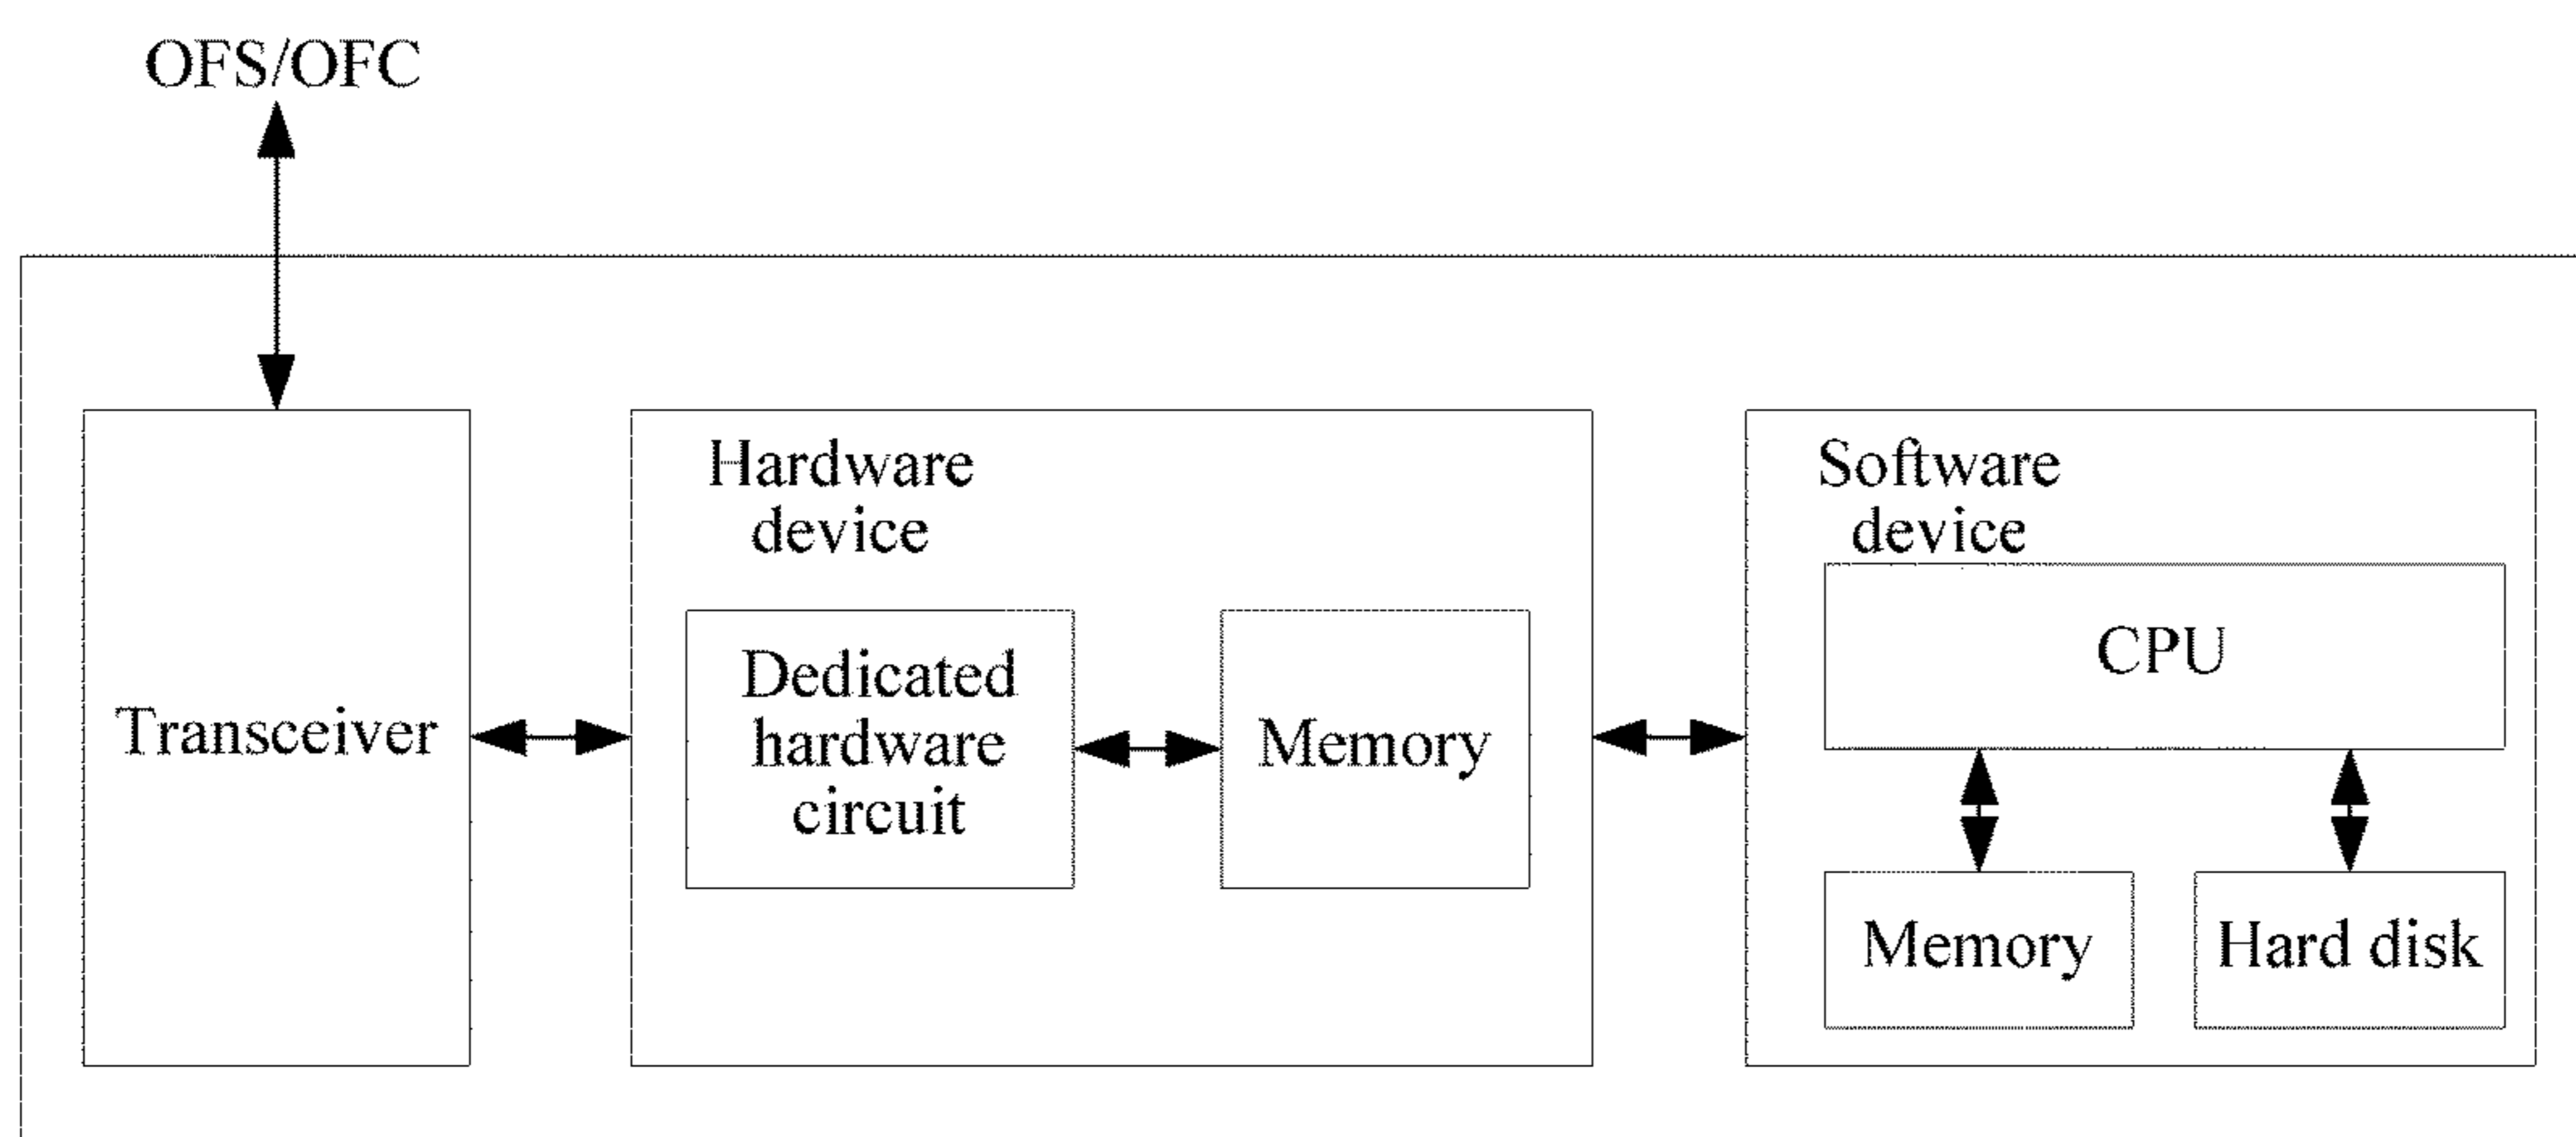 OFS/OFC
Transceiver
Hardware
device
Dedicated
hardware
circuit
Memory
Software
device
CPU
Memory
Hard disk